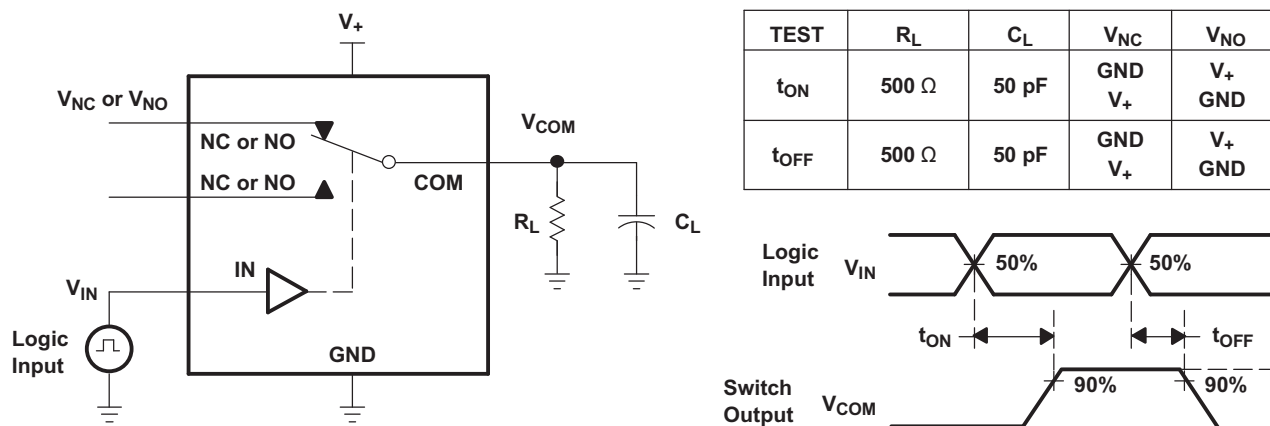 V+
VNC or VNO
NC or NO
NC or NO
COM
VCOM
RL
CL
IN
VIN
Logic
Input
GND
TEST RL CL VNC VNO
tON 500 Ω 50 pF GND V+
V+ GND
tOFF 500 Ω 50 pF GND V+
V+ GND
Logic
Input
VIN
50%
50%
tON
tOFF
Switch
Output
VCOM
90%
90%